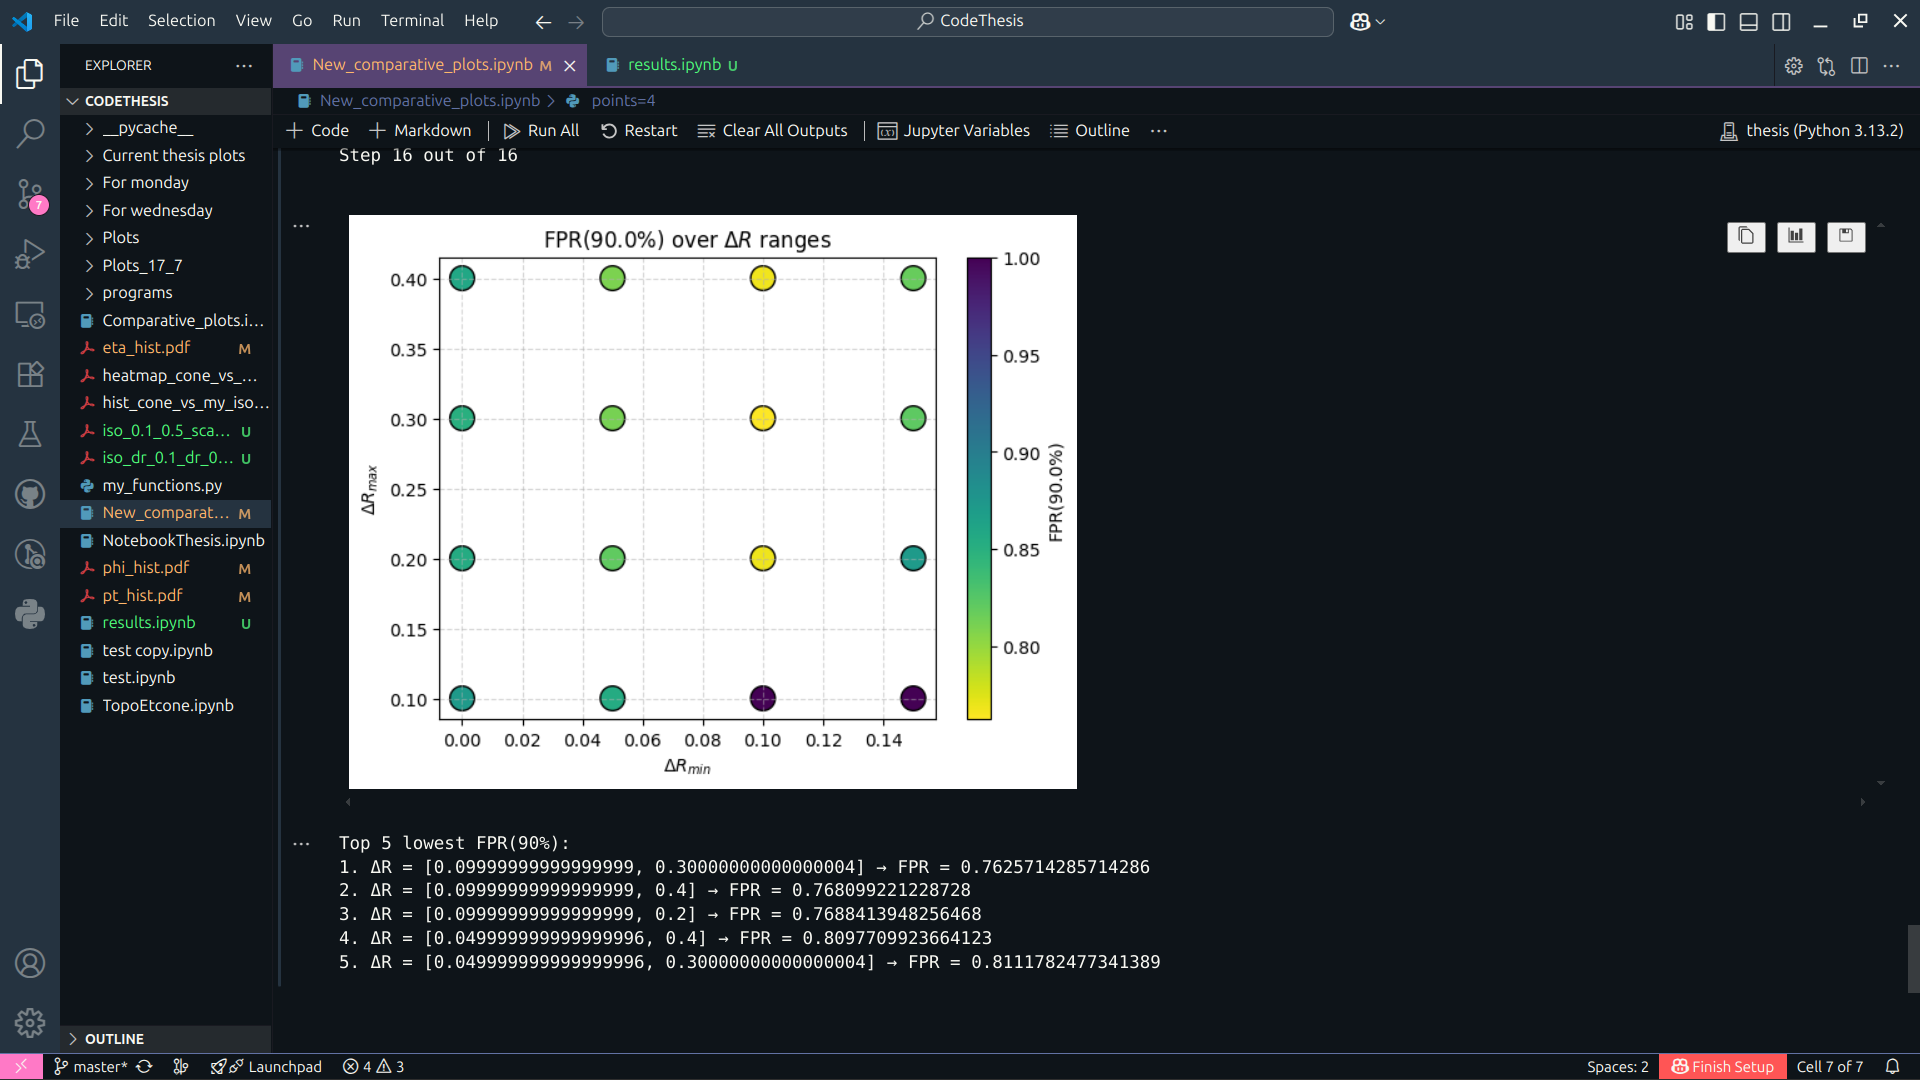 File Edit Selection View Go Run Terminal Help
CodeThesis
EXPLORER
New_comparative_plots.ipynb M
results.ipynb U
CODETHESIS
New_comparative_plots.ipynb > points=4
Code Markdown Run All Restart Clear All Outputs Jupyter Variables Outline
thesis (Python 3.13.2)
__pycache__
Current thesis plots
For monday
For wednesday
Plots
Plots_17_7
programs
Comparative_plots.i...
eta_hist.pdf M
heatmap_cone_vs_...
hist_cone_vs_my_iso...
iso_0.1_0.5_sca... U
iso_dr_0.1_dr_0... U
my_functions.py
New_comparat... M
NotebookThesis.ipynb
phi_hist.pdf M
pt_hist.pdf M
results.ipynb U
test copy.ipynb
test.ipynb
TopoEtcone.ipynb
OUTLINE
7
Step 16 out of 16
FPR(90.0%) over ΔR ranges
0.40
0.35
0.30
0.25
0.20
0.15
0.10
ΔRmax
0.00 0.02 0.04 0.06 0.08 0.10 0.12 0.14
ΔRmin
1.00
0.95
0.90
0.85
0.80
FPR(90.0%)
Top 5 lowest FPR(90%):
1. ΔR = [0.09999999999999999, 0.30000000000000004] → FPR = 0.7625714285714286
2. ΔR = [0.09999999999999999, 0.4] → FPR = 0.768099221228728
3. ΔR = [0.09999999999999999, 0.2] → FPR = 0.7688413948256468
4. ΔR = [0.049999999999999996, 0.4] → FPR = 0.8097709923664123
5. ΔR = [0.049999999999999996, 0.30000000000000004] → FPR = 0.8111782477341389
master* Launchpad 4 3
Spaces: 2 Finish Setup Cell 7 of 7